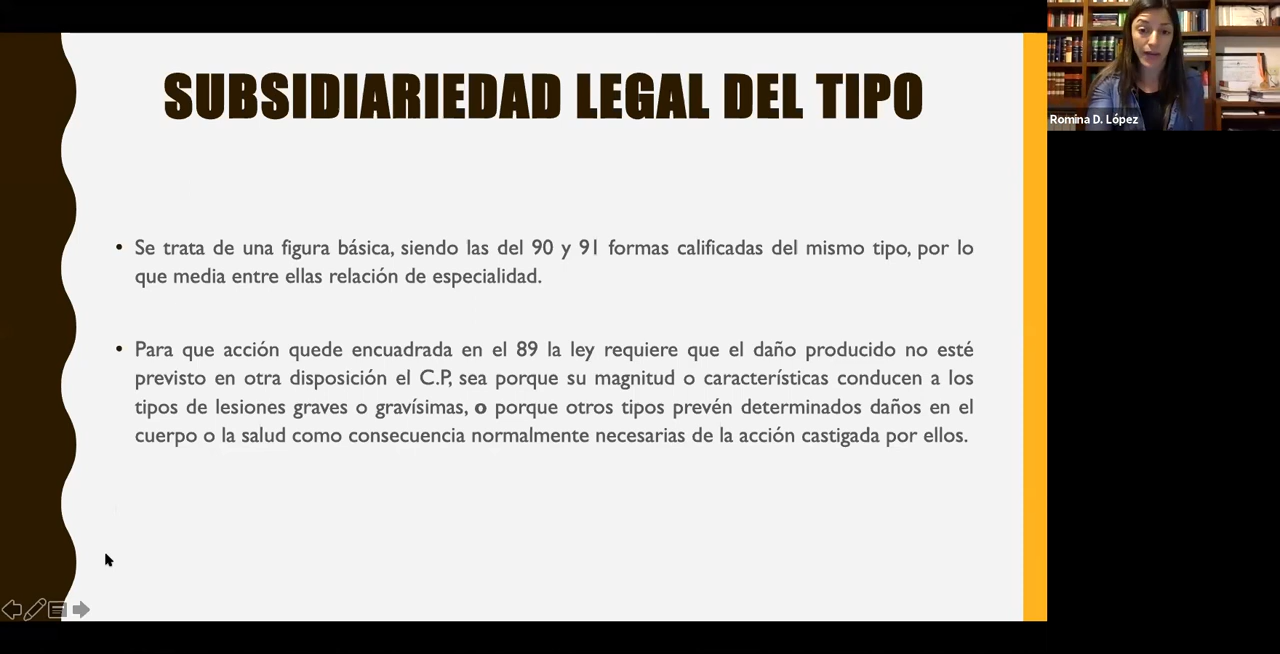 SUBSIDIARIEDAD LEGAL DEL TIPO
Romina D. López
• Se trata de una figura básica, siendo las del 90 y 91 formas calificadas del mismo tipo, por lo
que media entre ellas relación de especialidad.
• Para que acción quede encuadrada en el 89 la ley requiere que el daño producido no esté
previsto en otra disposición el C.P, sea porque su magnitud o características conducen a los
tipos de lesiones graves o gravísimas, o porque otros tipos prevén determinados daños en el
cuerpo o la salud como consecuencia normalmente necesarias de la acción castigada por ellos.